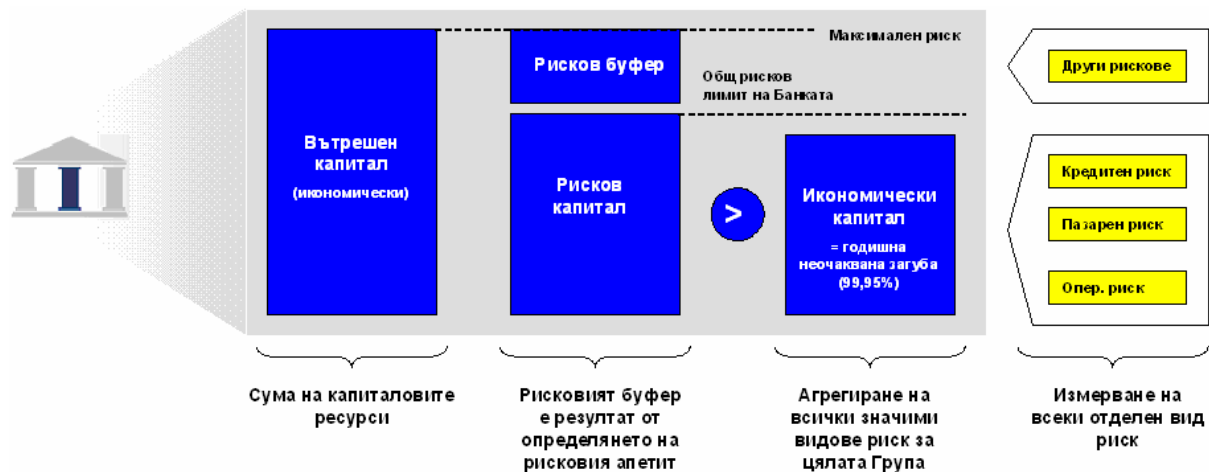 Вътрешен
капитал
(икономически)
Рисков буфер
Рисков
капитал
Максимален риск
Общ рисков
лимит на Банката
>
Икономически
капитал
= годишна
неочаквана загуба
(99,95%)
Други рискове
Кредитен риск
Пазарен риск
Опер. риск
Сума на капиталовите
ресурси
Рисковият буфер
е резултат от
определянето на
рисковия апетит
Агрегиране на
всички значими
видове риск за
цялата Група
Измерване на
всеки отделен вид
риск